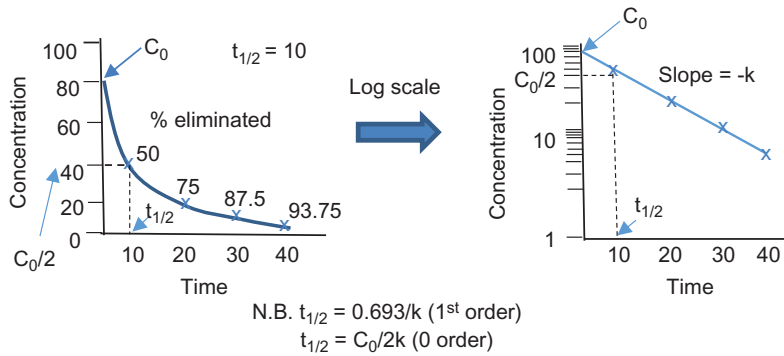 100
80
60
40
20
0
Concentration
C₀
t₁/₂ = 10
% eliminated
50
75
87.5
93.75
t₁/₂
C₀/2
10 20 30 40
Time
Log scale
C₀
100
C₀/2
10
1
Concentration
Slope = -k
t₁/₂
10 20 30 40
Time
N.B. t₁/₂ = 0.693/k (1ˢᵗ order)
t₁/₂ = C₀/2k (0 order)